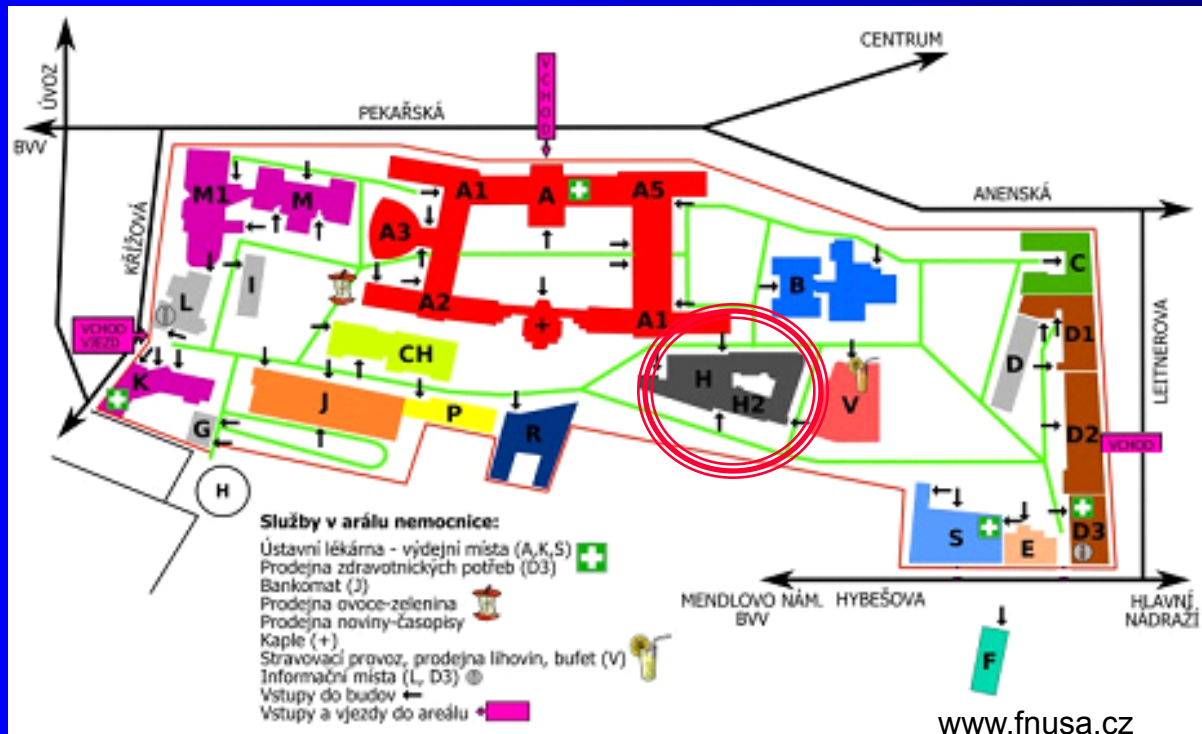 CENTRUM
ÚVOZ
VCHOD
PEKAŘSKÁ
BVV
A1
A
A5
M1
M
ANENSKÁ
KŘÍŽOVÁ
A3
C
L
I
B
A2
A1
VCHOD
VJEZD
CH
D1
D
LEITNEROVA
K
H
H2
J
P
V
G
R
D2
VCHOD
H
S
E
D3
Služby v arálu nemocnice:
Ústavní lékárna - výdejní místa (A,K,S)
Prodejna zdravotnických potřeb (D3)
Bankomat (J)
Prodejna ovoce-zelenina
Prodejna noviny-časopisy
Kaple (+)
Stravovací provoz, prodejna lihovin, bufet (V)
Informační místa (L, D3)
Vstupy do budov
Vstupy a vjezdy do areálu
MENDLOVO NÁM.
BVV
HYBEŠOVA
HLAVNÍ
NÁDRAŽÍ
F
www.fnusa.cz